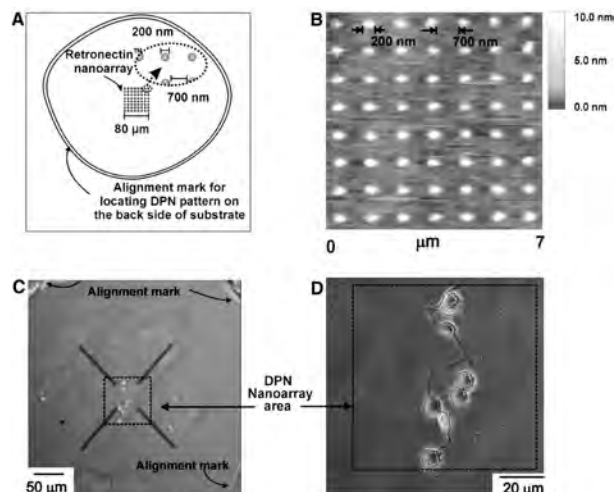 A
200 nm
Retronectin™
nanoarray
700 nm
80 μm
Alignment mark for
locating DPN pattern on
the back side of substrate
B
200 nm
700 nm
10.0 nm
5.0 nm
0.0 nm
0
μm
7
C
Alignment mark
Alignment mark
50 μm
DPN
Nanoarray
area
D
20 μm